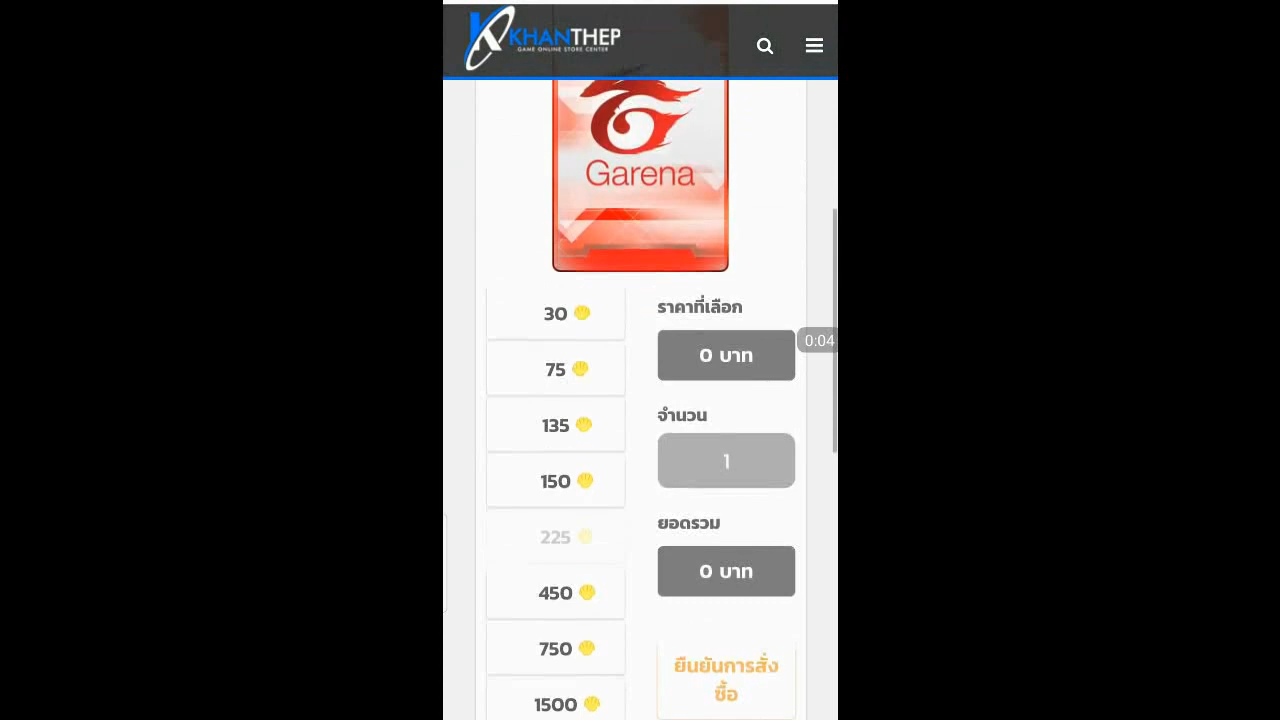 KHANTHEP
GAME ONLINE STORE CENTER
Garena
30
75
135
150
225
450
750
1500
ราคาที่เลือก
0 บาท
0:04
จำนวน
1
ยอดรวม
0 บาท
ยืนยันการสั่ง
ซื้อ